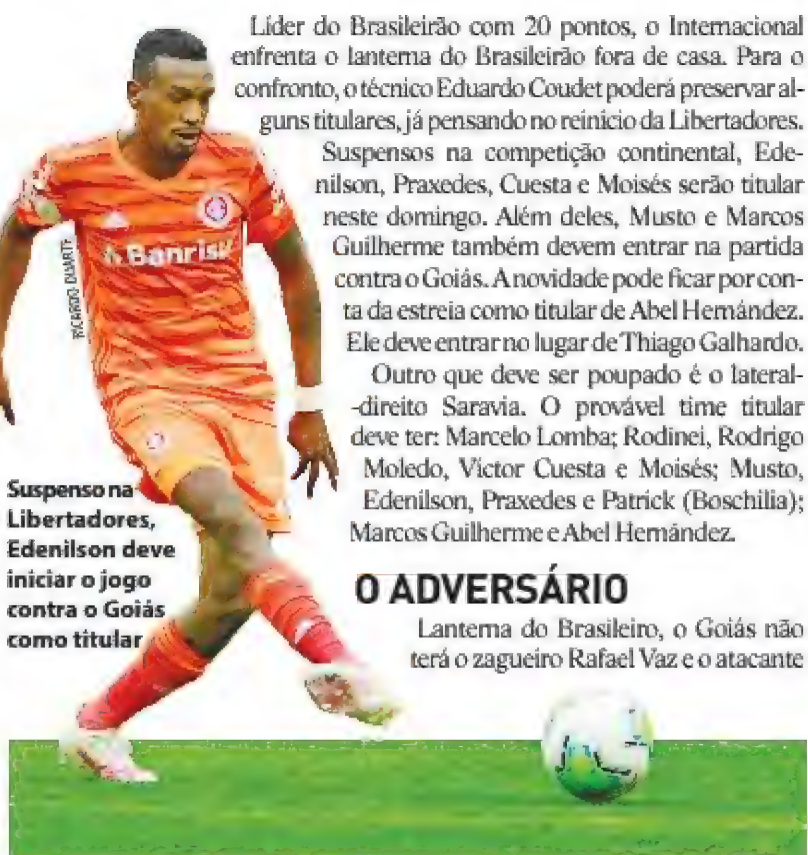 Líder do Brasileirão com 20 pontos, o Internacional
enfrenta o lanterna do Brasileirão fora de casa. Para o
confronto, o técnico Eduardo Coudet poderá preservar al-
guns titulares, já pensando no reinício da Libertadores.
Suspensos na competição continental, Ede-
nilson, Praxedes, Cuesta e Moisés serão titular
neste domingo. Além deles, Musto e Marcos
Guilherme também devem entrar na partida
contra o Goiás. A novidade pode ficar por con-
ta da estreia como titular de Abel Hernández.
Ele deve entrar no lugar de Thiago Galhardo.
Outro que deve ser poupado é o lateral-
-direito Saravia. O provável time titular
deve ter: Marcelo Lomba; Rodinei, Rodrigo
Moledo, Víctor Cuesta e Moisés; Musto,
Edenilson, Praxedes e Patrick (Boschilia);
Marcos Guilherme e Abel Hernández.
O ADVERSÁRIO
Lanterna do Brasileiro, o Goiás não
terá o zagueiro Rafael Vaz e o atacante
RICARDO DUARTE
Banrisu
Suspenso na
Libertadores,
Edenilson deve
iniciar o jogo
contra o Goiás
como titular